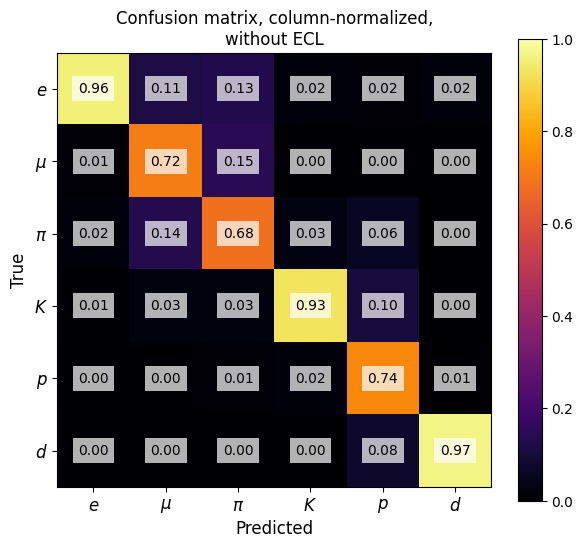 Confusion matrix, column-normalized,
without ECL
e 0.96 0.11 0.13 0.02 0.02 0.02
μ 0.01 0.72 0.15 0.00 0.00 0.00
π 0.02 0.14 0.68 0.03 0.06 0.00
K 0.01 0.03 0.03 0.93 0.10 0.00
p 0.00 0.00 0.01 0.02 0.74 0.01
d 0.00 0.00 0.00 0.00 0.08 0.97
e μ π K p d
Predicted
True
1.0
0.8
0.6
0.4
0.2
0.0